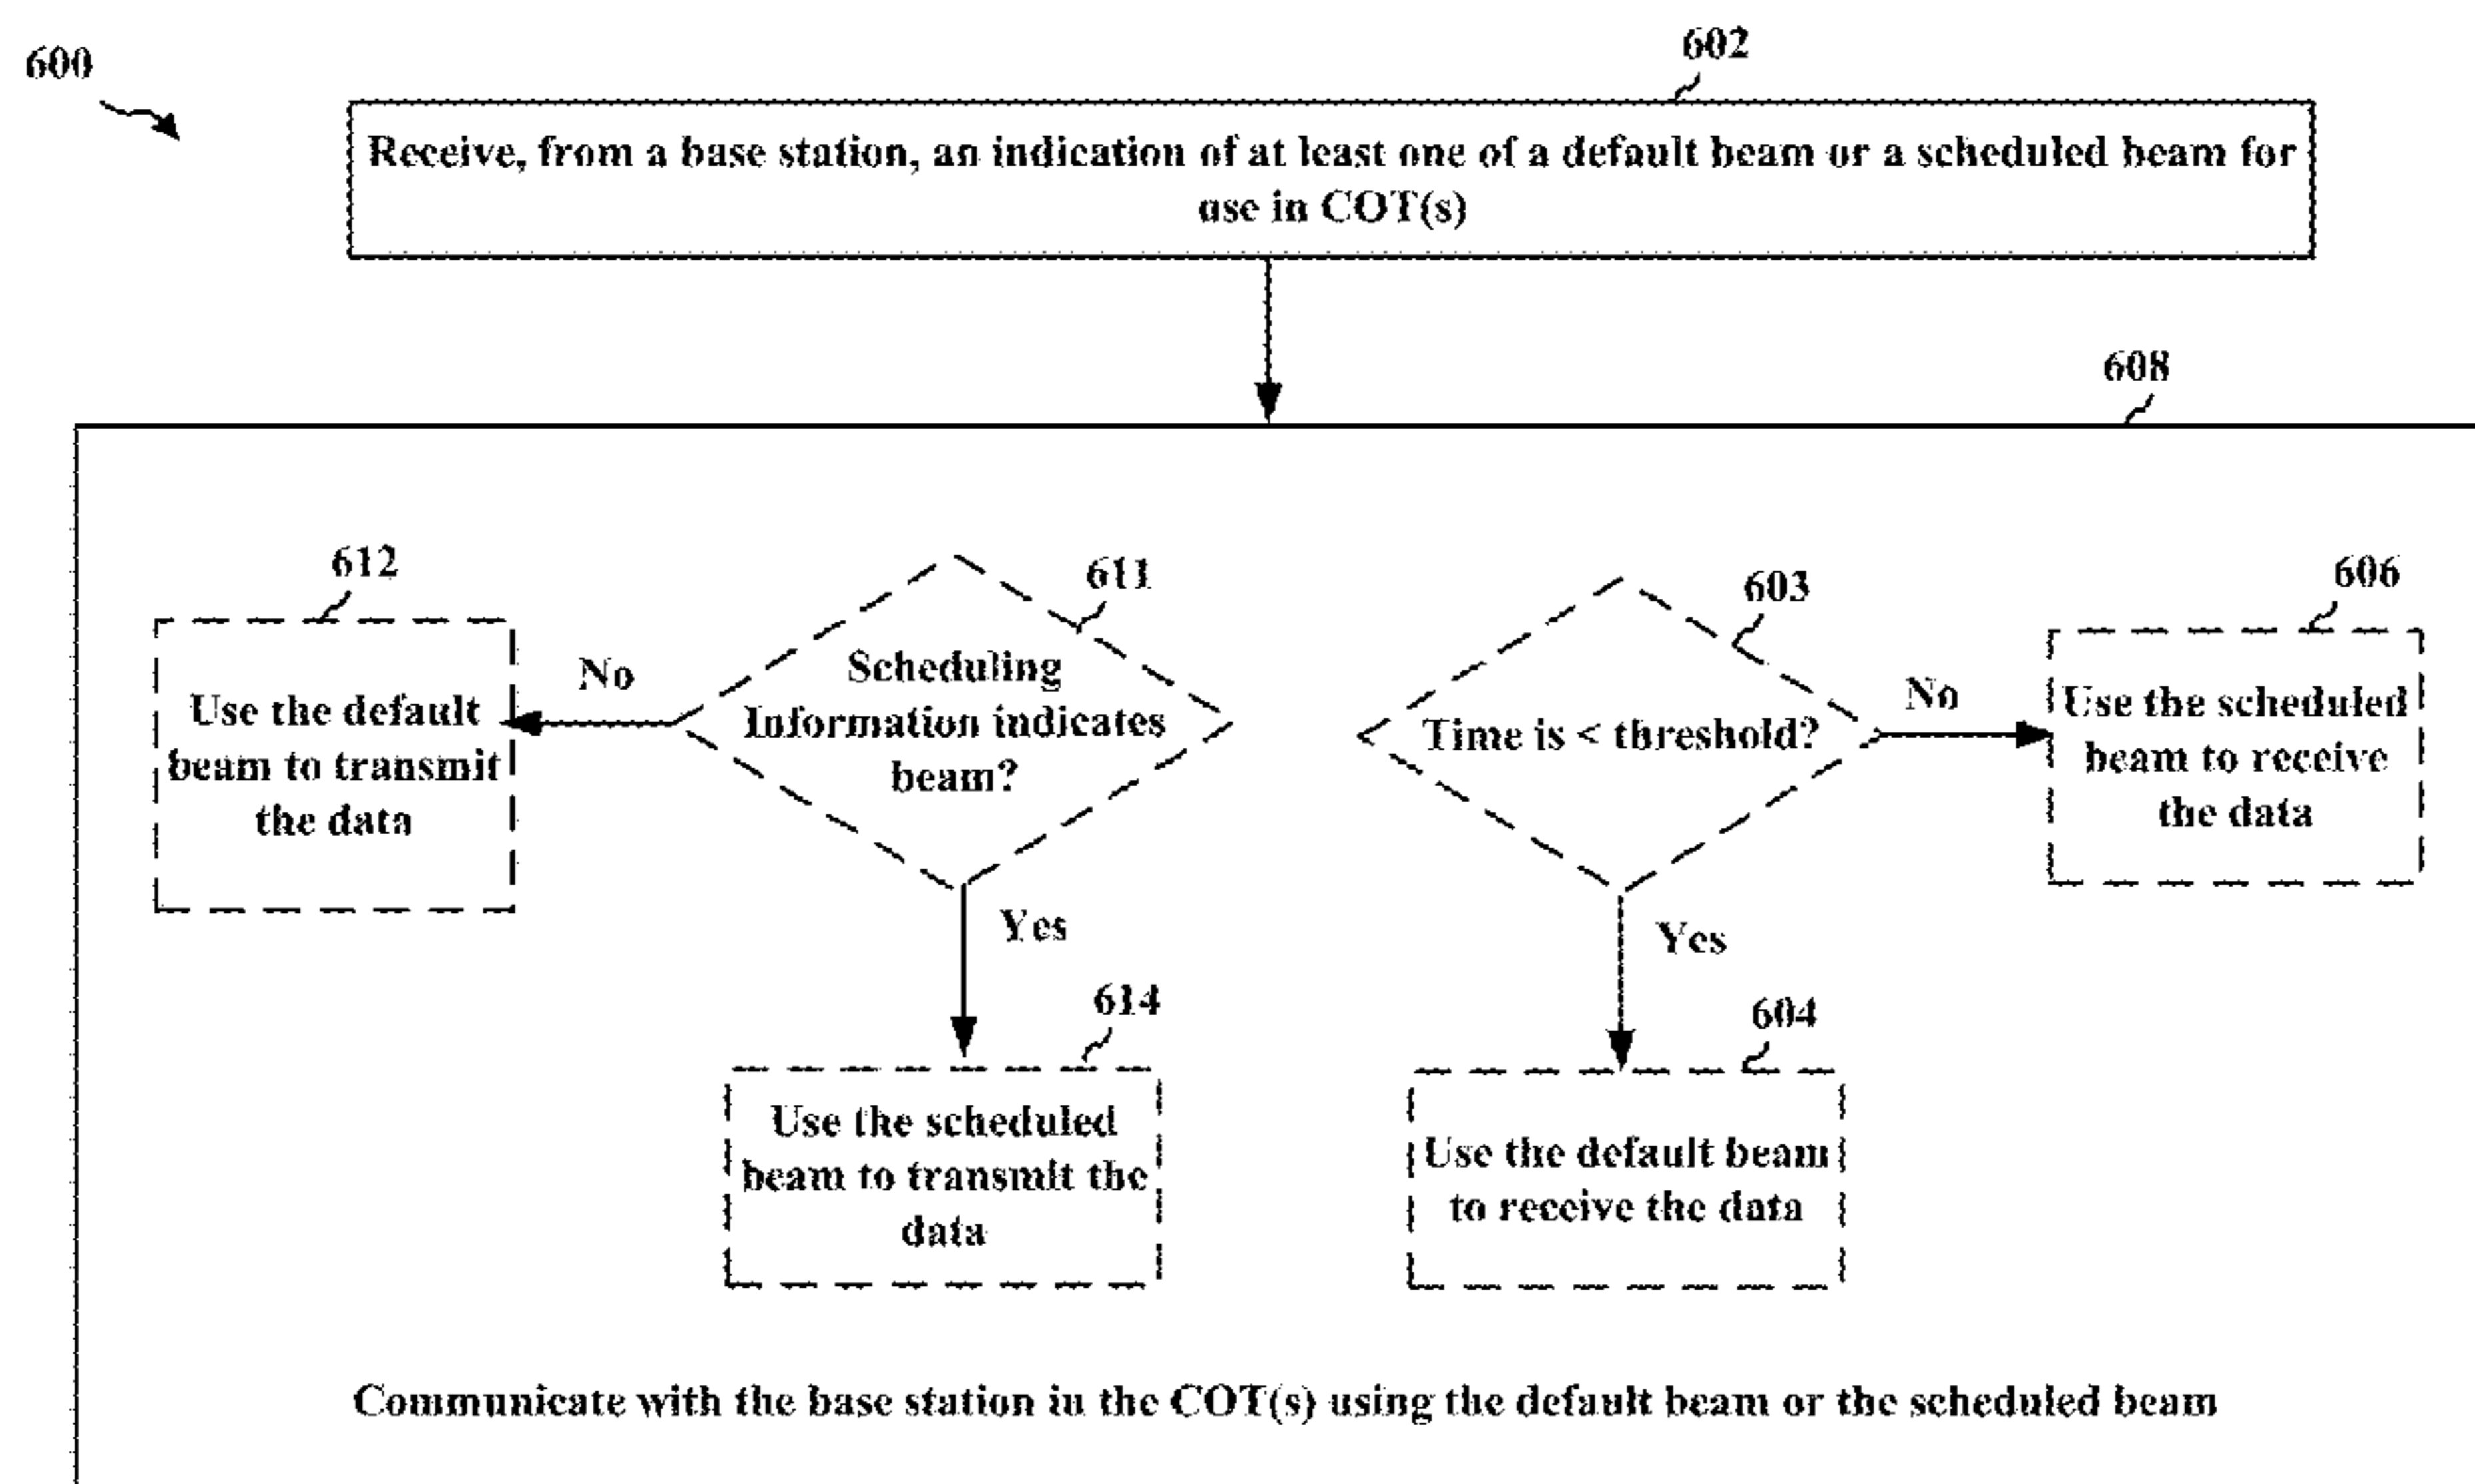 600
602
Receive, from a base station, an indication of at least one of a default beam or a scheduled beam for
use in COT(s)
608
612
Use the default
beam to transmit
the data
No
611
Scheduling
Information indicates
beam?
Yes
614
Use the scheduled
beam to transmit the
data
603
Time is < threshold?
No
606
Use the scheduled
beam to receive
the data
Yes
604
Use the default beam
to receive the data
Communicate with the base station in the COT(s) using the default beam or the scheduled beam